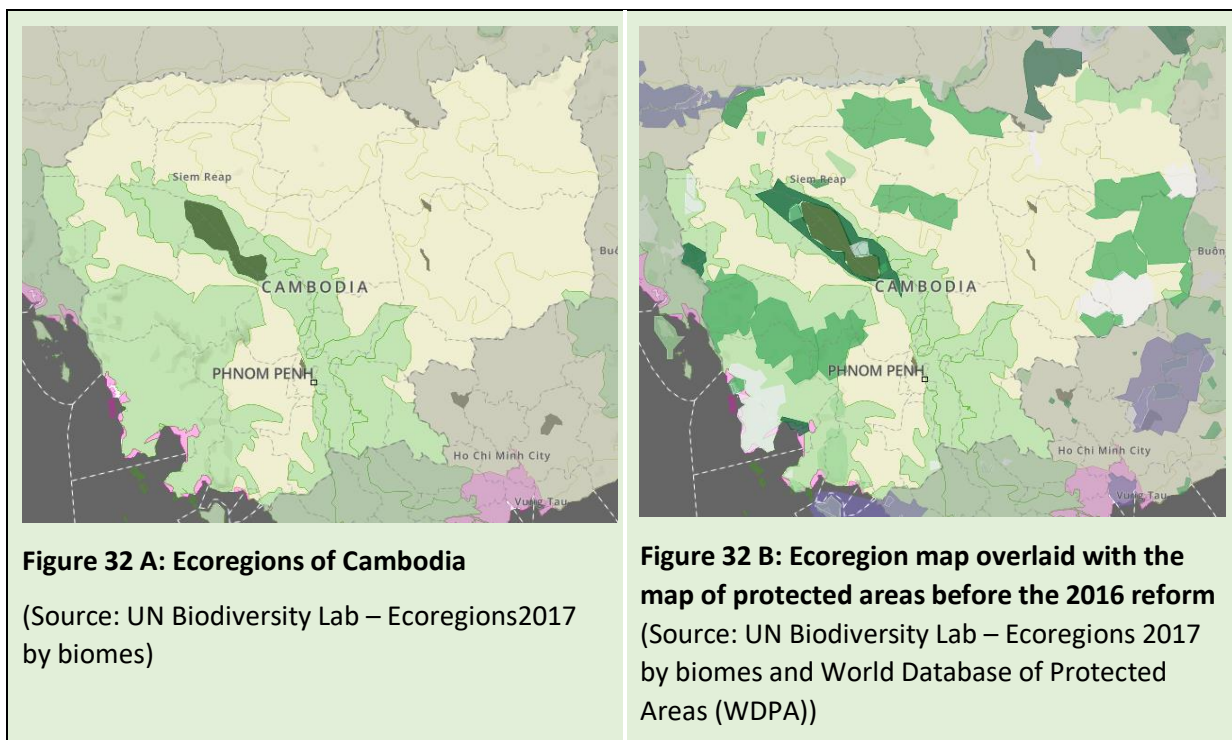 Siem Reap
Buô
CAMBODIA
PHNOM PENH
Ho Chi Minh City
Vung Tau
Figure 32 A: Ecoregions of Cambodia
(Source: UN Biodiversity Lab – Ecoregions2017
by biomes)
Siem Reap
Buôn
CAMBODIA
PHNOM PENH
Ho Chi Minh City
Vung Tau
Figure 32 B: Ecoregion map overlaid with the
map of protected areas before the 2016 reform
(Source: UN Biodiversity Lab – Ecoregions 2017
by biomes and World Database of Protected
Areas (WDPA))